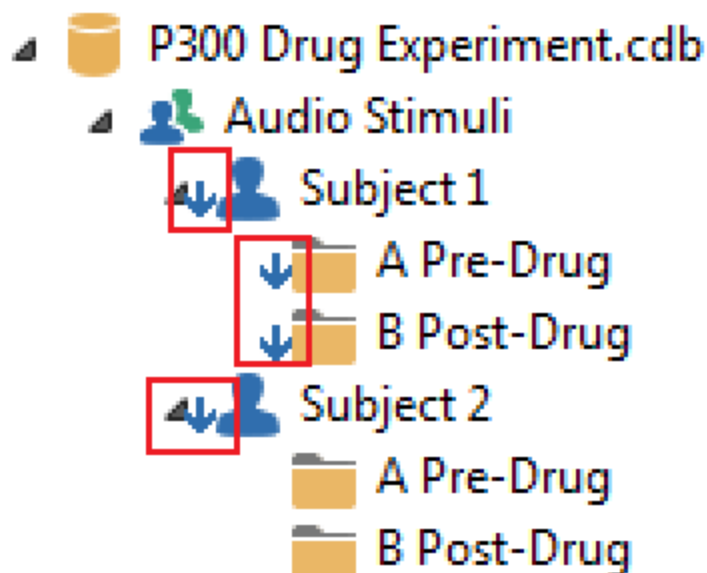 P300 Drug Experiment.cdb
Audio Stimuli
Subject 1
A Pre-Drug
B Post-Drug
Subject 2
A Pre-Drug
B Post-Drug